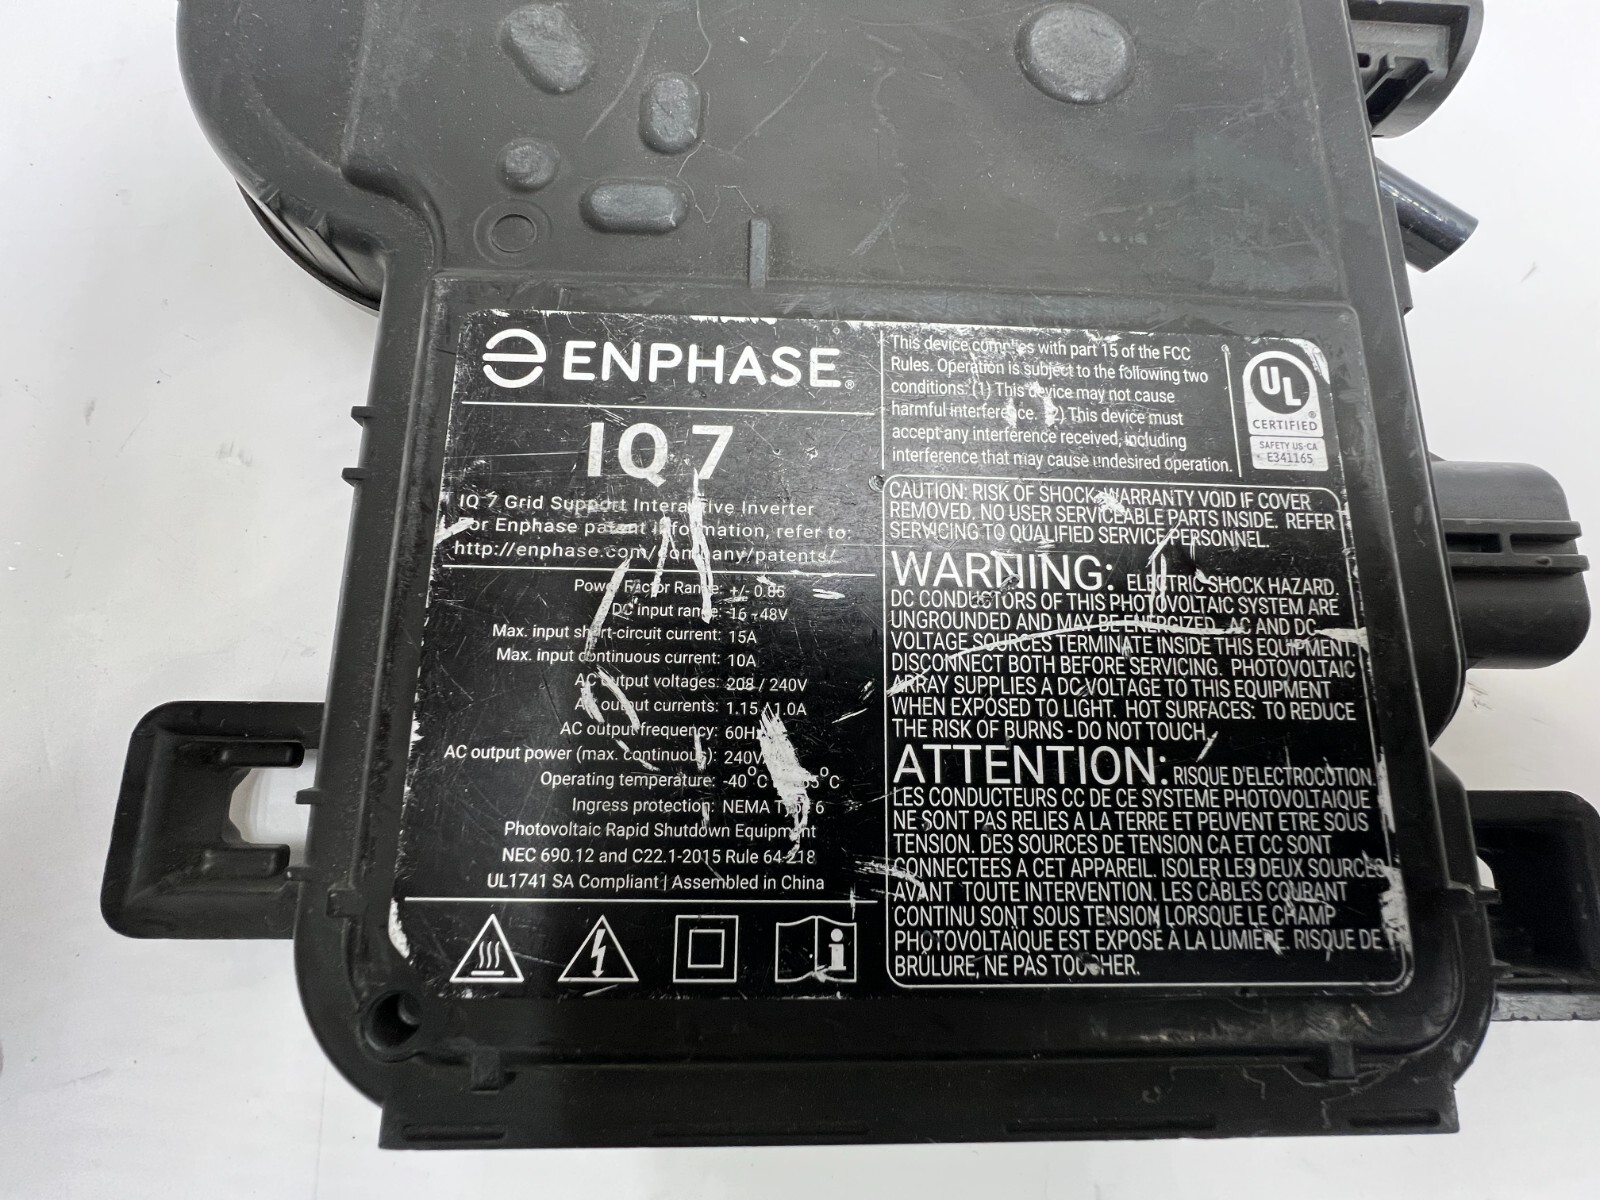 ENPHASE®
IQ 7
IQ 7 Grid Support Interactive Inverter
For Enphase patent information, refer to:
http://enphase.com/company/patents/
Power Factor Range: +/- 0.85
DC input range: 16 - 48V
Max. input short-circuit current: 15A
Max. input continuous current: 10A
AC output voltages: 208 / 240V
AC output currents: 1.15 / 1.0A
AC output frequency: 60Hz
AC output power (max. continuous): 240VA
Operating temperature: -40°C 65°C
Ingress protection: NEMA Type 6
Photovoltaic Rapid Shutdown Equipment
NEC 690.12 and C22.1-2015 Rule 64-218
UL1741 SA Compliant | Assembled in China
This device complies with part 15 of the FCC
Rules. Operation is subject to the following two
conditions: (1) This device may not cause
harmful interference. (2) This device must
accept any interference received, including
interference that may cause undesired operation.
UL
®
CERTIFIED
SAFETY US-CA
E341165
CAUTION: RISK OF SHOCK. WARRANTY VOID IF COVER
REMOVED. NO USER SERVICEABLE PARTS INSIDE. REFER
SERVICING TO QUALIFIED SERVICE PERSONNEL.
WARNING: ELECTRIC SHOCK HAZARD.
DC CONDUCTORS OF THIS PHOTOVOLTAIC SYSTEM ARE
UNGROUNDED AND MAY BE ENERGIZED. AC AND DC
VOLTAGE SOURCES TERMINATE INSIDE THIS EQUIPMENT.
DISCONNECT BOTH BEFORE SERVICING. PHOTOVOLTAIC
ARRAY SUPPLIES A DC VOLTAGE TO THIS EQUIPMENT
WHEN EXPOSED TO LIGHT. HOT SURFACES: TO REDUCE
THE RISK OF BURNS - DO NOT TOUCH.
ATTENTION: RISQUE D'ELECTROCUTION.
LES CONDUCTEURS CC DE CE SYSTEME PHOTOVOLTAIQUE
NE SONT PAS RELIES A LA TERRE ET PEUVENT ETRE SOUS
TENSION. DES SOURCES DE TENSION CA ET CC SONT
CONNECTEES A CET APPAREIL. ISOLER LES DEUX SOURCES
AVANT TOUTE INTERVENTION. LES CÂBLES COURANT
CONTINU SONT SOUS TENSION LORSQUE LE CHAMP
PHOTOVOLTAÏQUE EST EXPOSE À LA LUMIERE. RISQUE DE
BRÛLURE, NE PAS TOUCHER.